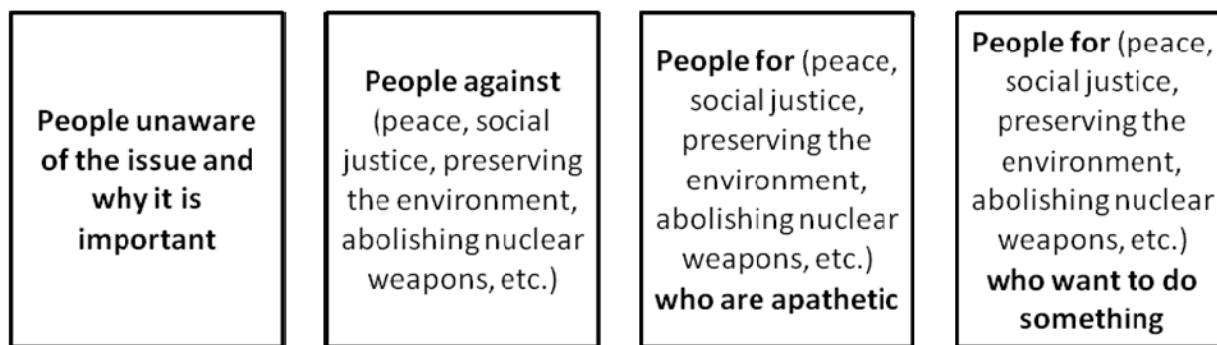 People unaware
of the issue and
why it is
important
People against
(peace, social
justice, preserving
the environment,
abolishing nuclear
weapons, etc.)
People for (peace,
social justice,
preserving the
environment,
abolishing nuclear
weapons, etc.)
who are apathetic
People for (peace,
social justice,
preserving the
environment,
abolishing nuclear
weapons, etc.)
who want to do
something